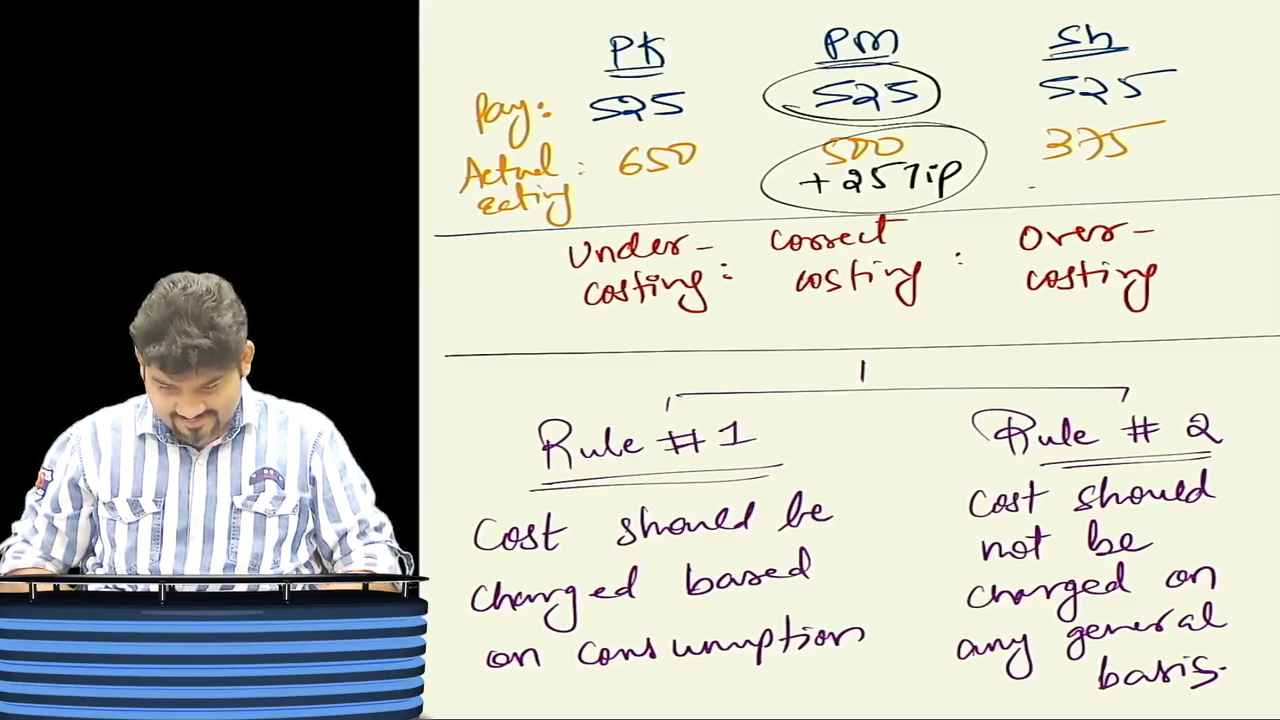 PK PM Sh
Pay: 525 525 525
Actual eating : 650 500 375
+ 25 Tip
Under- correct over-
costing : costing : costing
Rule #1 Rule # 2
Cost should be
charged based
on consumption
Cost should
not be
charged on
any general
basis.